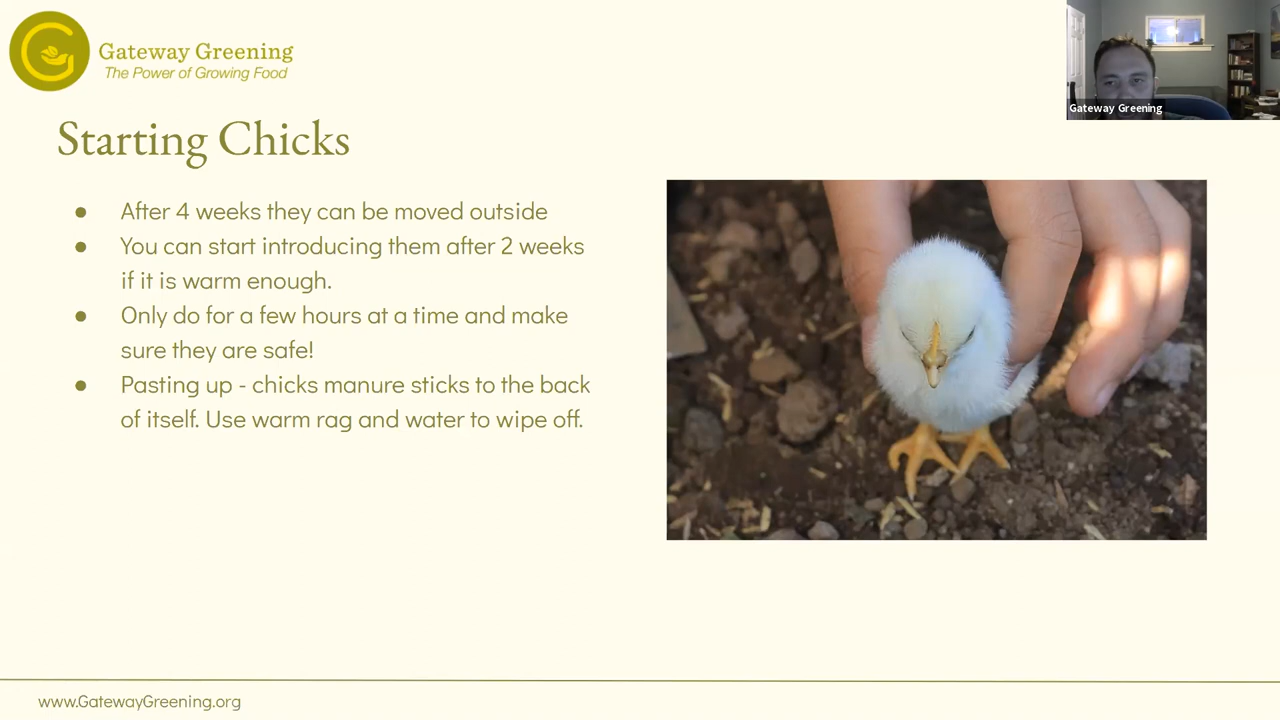 Gateway Greening
The Power of Growing Food
Gateway Greening
Starting Chicks
● After 4 weeks they can be moved outside
● You can start introducing them after 2 weeks
if it is warm enough.
● Only do for a few hours at a time and make
sure they are safe!
● Pasting up - chicks manure sticks to the back
of itself. Use warm rag and water to wipe off.
www.GatewayGreening.org